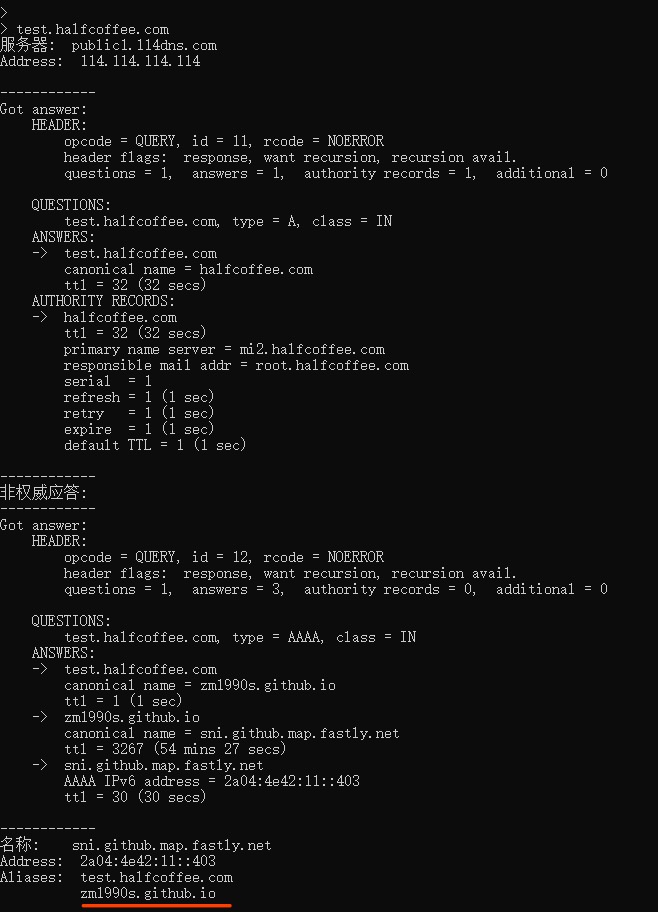 >
> test.halfcoffee.com
服务器:  public1.114dns.com
Address:  114.114.114.114
------------
Got answer:
    HEADER:
        opcode = QUERY, id = 11, rcode = NOERROR
        header flags:  response, want recursion, recursion avail.
        questions = 1,  answers = 1,  authority records = 1,  additional = 0
    QUESTIONS:
        test.halfcoffee.com, type = A, class = IN
    ANSWERS:
    ->  test.halfcoffee.com
        canonical name = halfcoffee.com
        ttl = 32 (32 secs)
    AUTHORITY RECORDS:
    ->  halfcoffee.com
        ttl = 32 (32 secs)
        primary name server = mi2.halfcoffee.com
        responsible mail addr = root.halfcoffee.com
        serial  = 1
        refresh = 1 (1 sec)
        retry   = 1 (1 sec)
        expire  = 1 (1 sec)
        default TTL = 1 (1 sec)
------------
非权威应答:
------------
Got answer:
    HEADER:
        opcode = QUERY, id = 12, rcode = NOERROR
        header flags:  response, want recursion, recursion avail.
        questions = 1,  answers = 3,  authority records = 0,  additional = 0
    QUESTIONS:
        test.halfcoffee.com, type = AAAA, class = IN
    ANSWERS:
    ->  test.halfcoffee.com
        canonical name = zm1990s.github.io
        ttl = 1 (1 sec)
    ->  zm1990s.github.io
        canonical name = sni.github.map.fastly.net
        ttl = 3267 (54 mins 27 secs)
    ->  sni.github.map.fastly.net
        AAAA IPv6 address = 2a04:4e42:11::403
        ttl = 30 (30 secs)
------------
名称:    sni.github.map.fastly.net
Address:  2a04:4e42:11::403
Aliases:  test.halfcoffee.com
          zm1990s.github.io